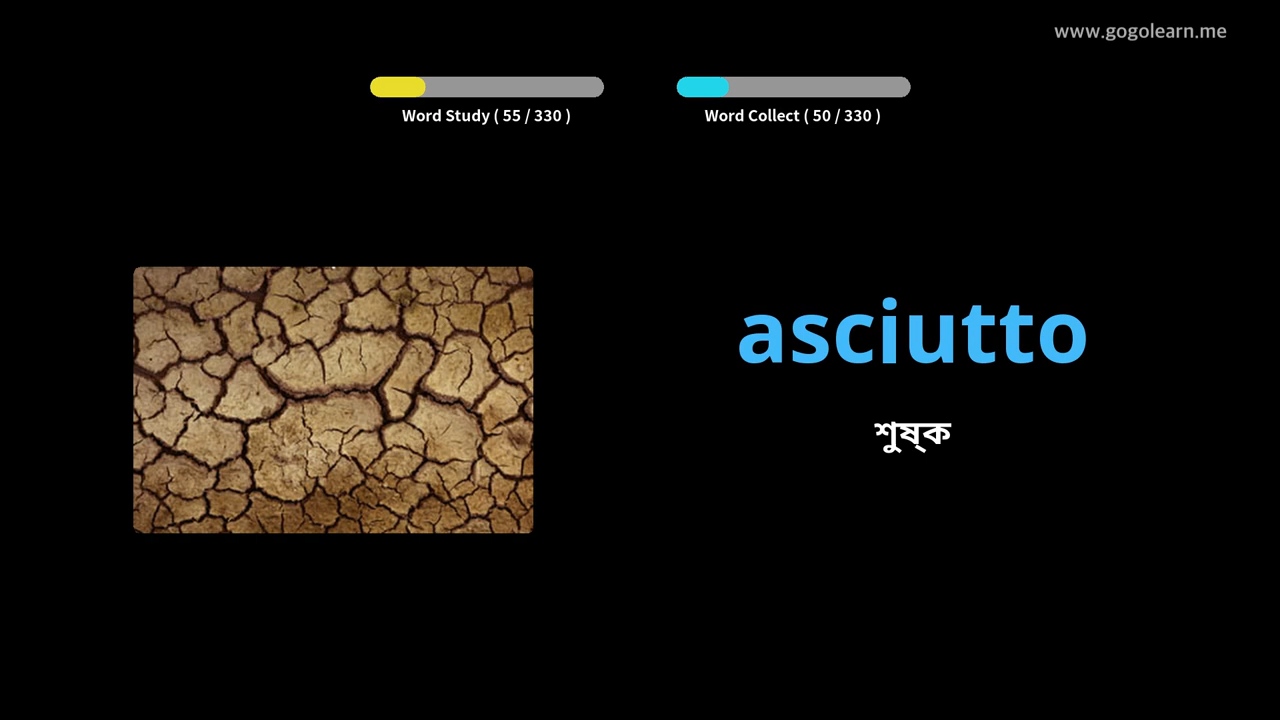 www.gogolearn.me
Word Study ( 55 / 330 )
Word Collect ( 50 / 330 )
asciutto
শুষ্ক